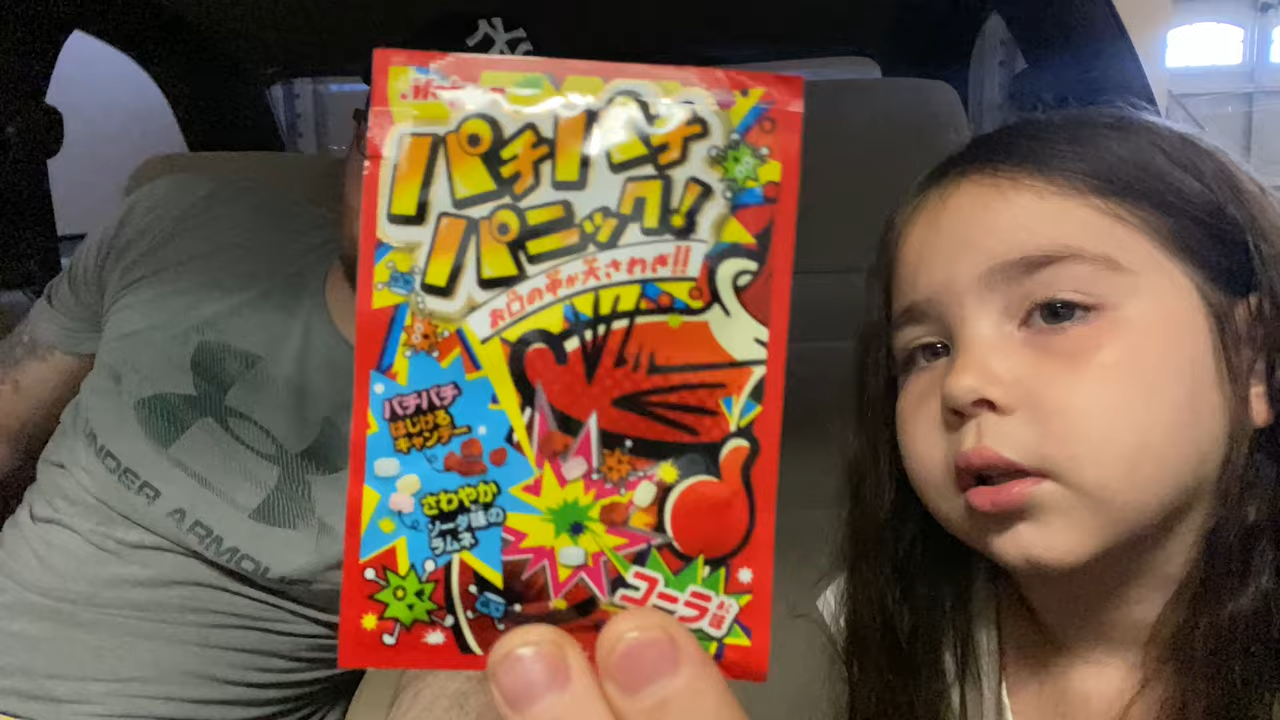 パチパチ
パニック!
お口の中が大さわぎ!!
パチパチ
はじける
キャンデー
さわやか
ソーダ味の
ラムネ
コーラ味
UNDER ARMOUR